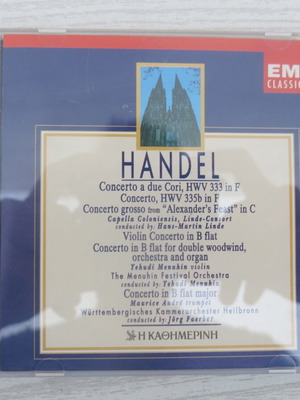 EMI
CLASSICS
HANDEL
Concerto a due Cori, HWV 333 in F
Concerto, HWV 335b in F
Concerto grosso from "Alexander's Feast" in C
Capella Coloniensis, Linde-Consort
conducted by: Hans-Martin Linde
Violin Concerto in B flat
Concerto in B flat for double woodwind,
orchestra and organ
Yehudi Menuhin violin
The Menuhin Festival Orchestra
conducted by: Yehudi Menuhin
Concerto in B flat major
Maurice André trumpet
Württembergisches Kammerorchester Heilbronn
conducted by: Jörg Faerber
Η ΚΑΘΗΜΕΡΙΝΗ